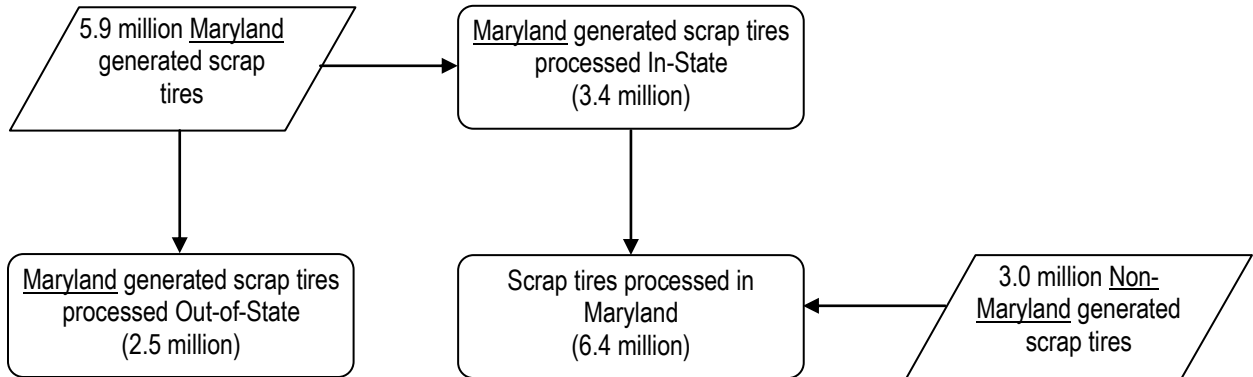 5.9 million Maryland
generated scrap
tires
Maryland generated scrap tires
processed In-State
(3.4 million)
Maryland generated scrap tires
processed Out-of-State
(2.5 million)
Scrap tires processed in
Maryland
(6.4 million)
3.0 million Non-
Maryland generated
scrap tires